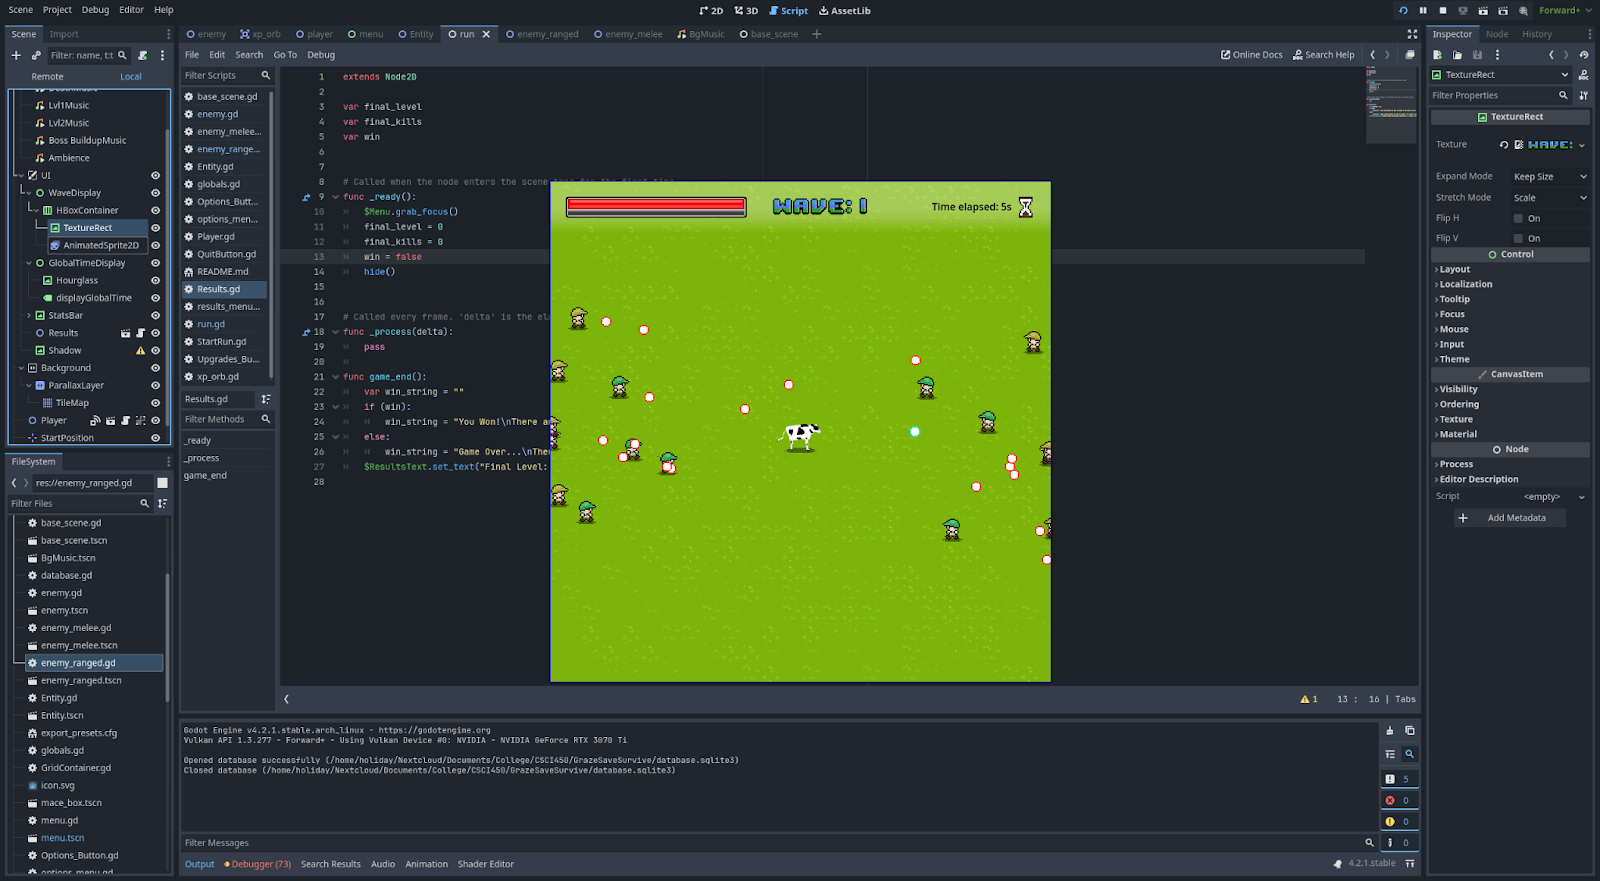 Scene Project Debug Editor Help
2D 3D Script AssetLib
Forward+
Scene Import
enemy xp_orb player menu Entity run enemy_ranged enemy_melee BgMusic base_scene
Inspector Node History
Filter: name, t:t
File Edit Search Go To Debug
Online Docs Search Help
Remote Local
Filter Scripts
TextureRect
Filter Properties
Lvl1Music
Lvl2Music
Boss BuildupMusic
Ambience
UI
WaveDisplay
HBoxContainer
TextureRect
AnimatedSprite2D
GlobalTimeDisplay
Hourglass
displayGlobalTime
StatsBar
Results
Shadow
Background
ParallaxLayer
TileMap
Player
StartPosition
FileSystem
res://enemy_ranged.gd
Filter Files
base_scene.gd
base_scene.tscn
BgMusic.tscn
database.gd
enemy.gd
enemy.tscn
enemy_melee.gd
enemy_melee.tscn
enemy_ranged.gd
enemy_ranged.tscn
Entity.gd
Entity.tscn
export_presets.cfg
globals.gd
GridContainer.gd
icon.svg
mace_box.tscn
menu.gd
menu.tscn
Options_Button.gd
options_menu.gd
base_scene.gd
enemy.gd
enemy_melee...
enemy_range...
Entity.gd
globals.gd
Options_Butt...
options_men...
Player.gd
QuitButton.gd
README.md
Results.gd
results_menu...
run.gd
StartRun.gd
Upgrades_Bu...
xp_orb.gd
Results.gd
Filter Methods
_ready
_process
game_end
1 extends Node2D
2
3 var final_level
4 var final_kills
5 var win
6
7
8 # Called when the node enters the scene
9 func _ready():
10 $Menu.grab_focus()
11 final_level = 0
12 final_kills = 0
13 win = false
14 hide()
15
16
17 # Called every frame. 'delta' is the ela
18 func _process(delta):
19 pass
20
21 func game_end():
22 var win_string = ""
23 if (win):
24 win_string = "You Won!\nThere a
25 else:
26 win_string = "Game Over...\nThe
27 $ResultsText.set_text("Final Level:
28
WAVE: 1
Time elapsed: 5s
1 13 : 16 | Tabs
Godot Engine v4.2.1.stable.arch_linux - https://godotengine.org
Vulkan API 1.3.277 - Forward+ - Using Vulkan Device #0: NVIDIA - NVIDIA GeForce RTX 3070 Ti
Opened database successfully (/home/holiday/Nextcloud/Documents/College/CSCI450/GrazeSaveSurvive/database.sqlite3)
Closed database (/home/holiday/Nextcloud/Documents/College/CSCI450/GrazeSaveSurvive/database.sqlite3)
5
0
0
0
Filter Messages
Output Debugger (73) Search Results Audio Animation Shader Editor
4.2.1.stable
TextureRect
Texture WAVE:
Expand Mode Keep Size
Stretch Mode Scale
Flip H On
Flip V On
Control
Layout
Localization
Tooltip
Focus
Mouse
Input
Theme
CanvasItem
Visibility
Ordering
Texture
Material
Node
Process
Editor Description
Script <empty>
Add Metadata